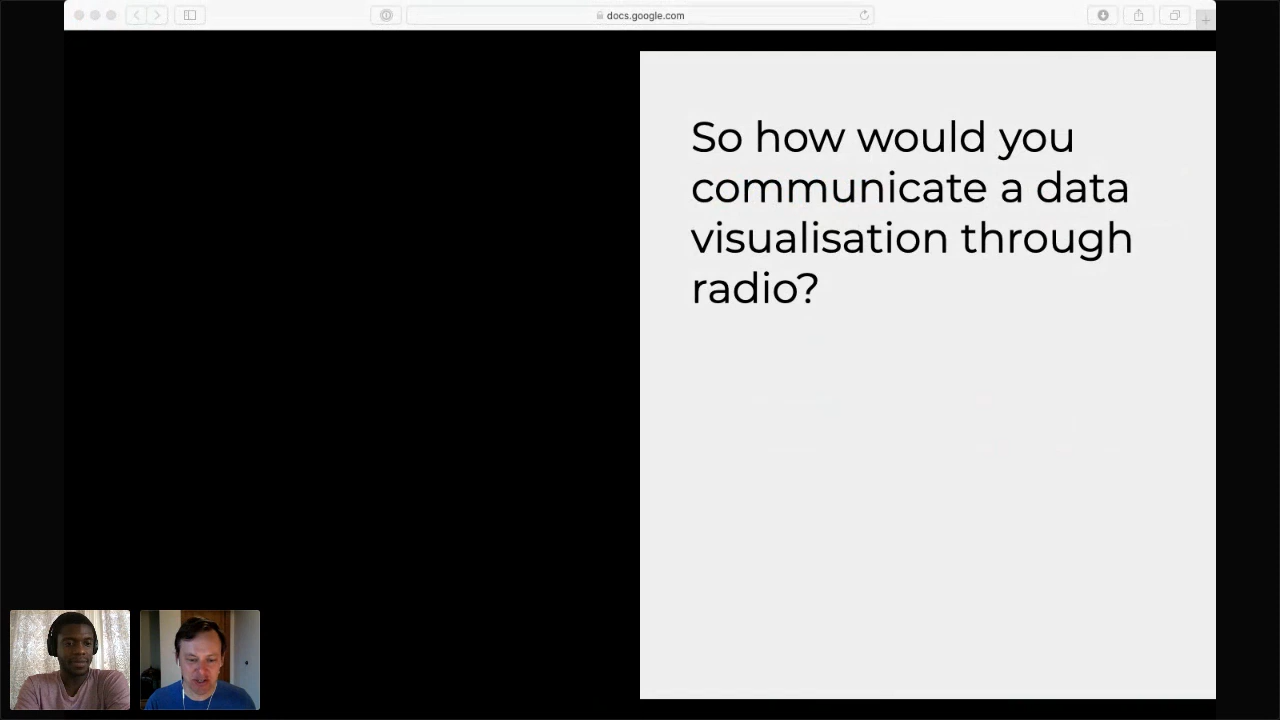 docs.google.com
So how would you
communicate a data
visualisation through
radio?